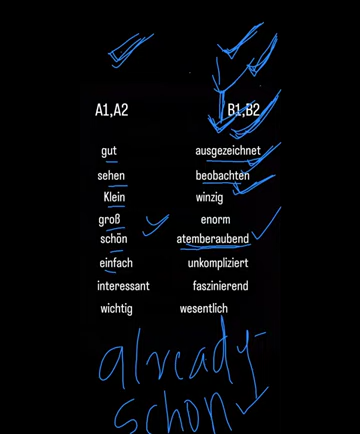 A1,A2 B1,B2
gut ausgezeichnet
sehen beobachten
Klein winzig
groß enorm
schön atemberaubend
einfach unkompliziert
interessant faszinierend
wichtig wesentlich
already
schon